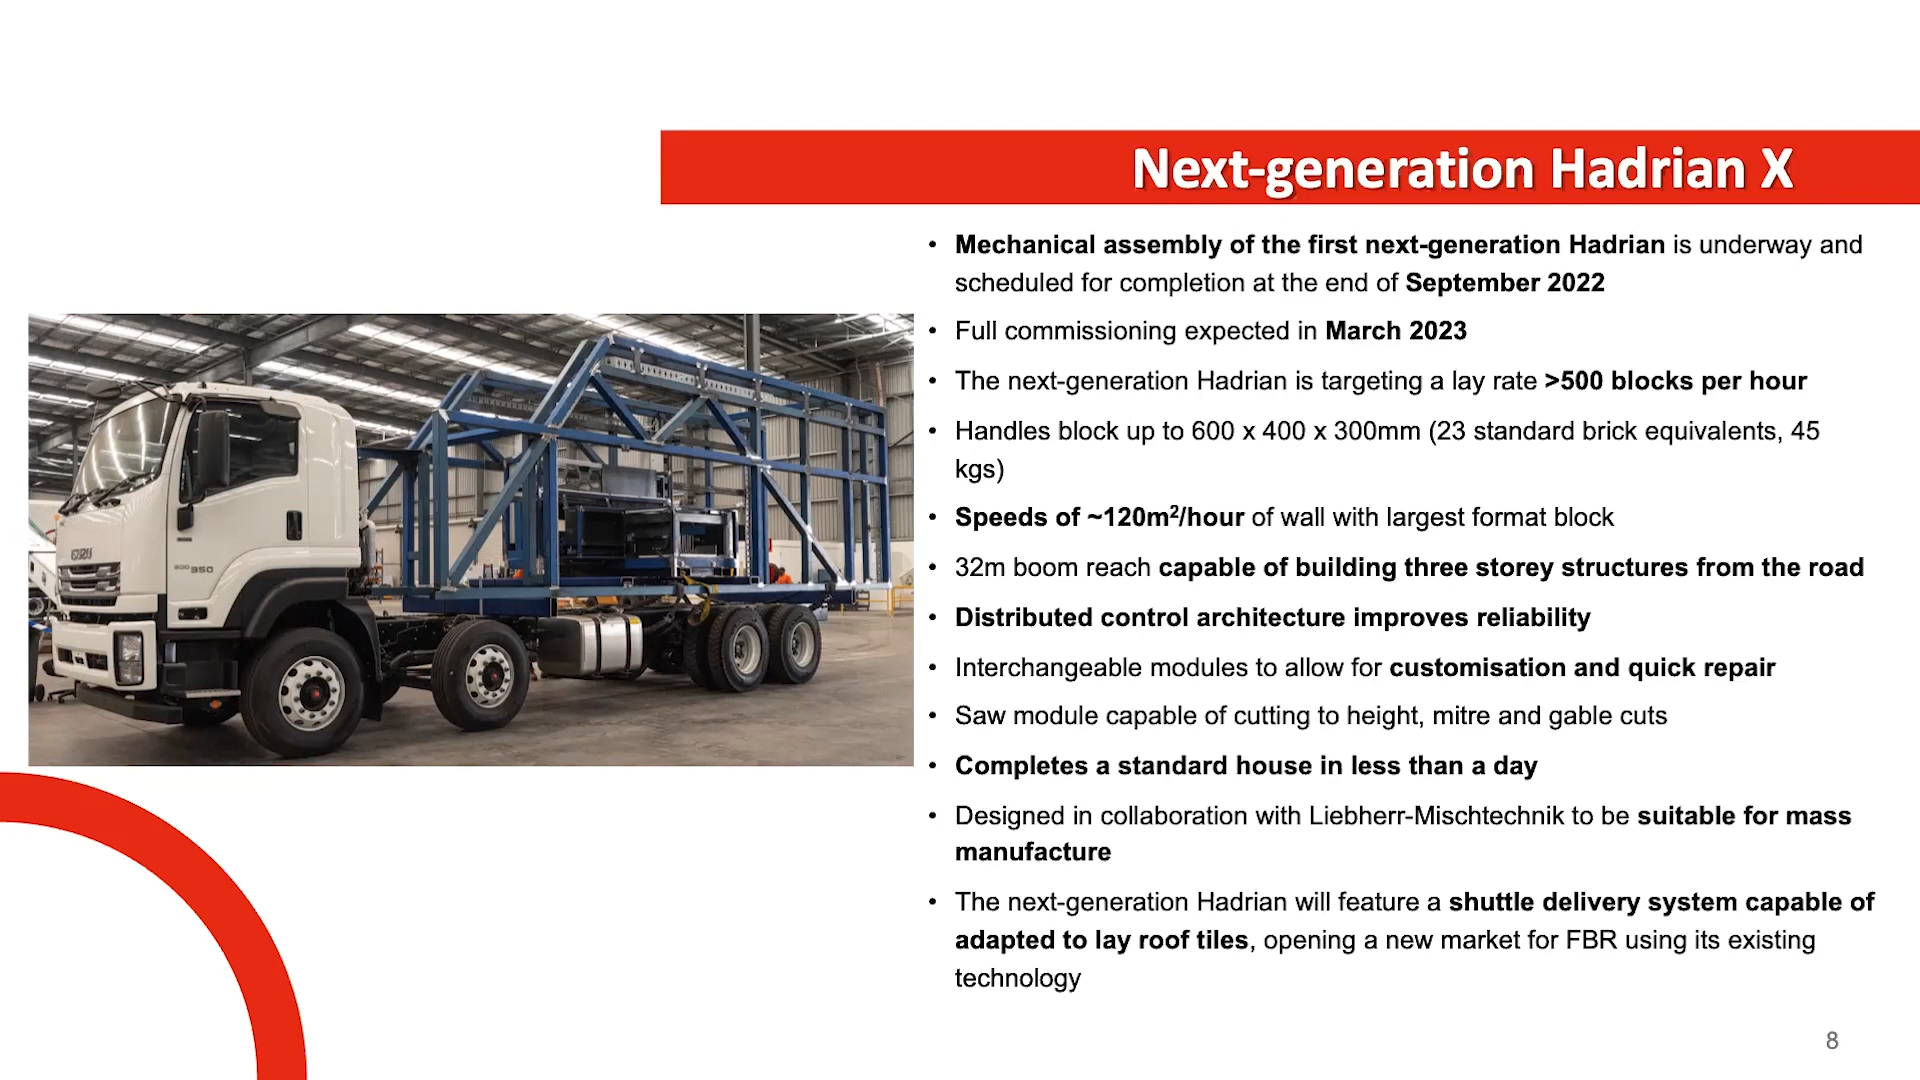 Next-generation Hadrian X
• Mechanical assembly of the first next-generation Hadrian is underway and
scheduled for completion at the end of September 2022
• Full commissioning expected in March 2023
• The next-generation Hadrian is targeting a lay rate >500 blocks per hour
• Handles block up to 600 x 400 x 300mm (23 standard brick equivalents, 45
kgs)
• Speeds of ~120m²/hour of wall with largest format block
• 32m boom reach capable of building three storey structures from the road
• Distributed control architecture improves reliability
• Interchangeable modules to allow for customisation and quick repair
• Saw module capable of cutting to height, mitre and gable cuts
• Completes a standard house in less than a day
• Designed in collaboration with Liebherr-Mischtechnik to be suitable for mass
manufacture
• The next-generation Hadrian will feature a shuttle delivery system capable of
adapted to lay roof tiles, opening a new market for FBR using its existing
technology
350
8